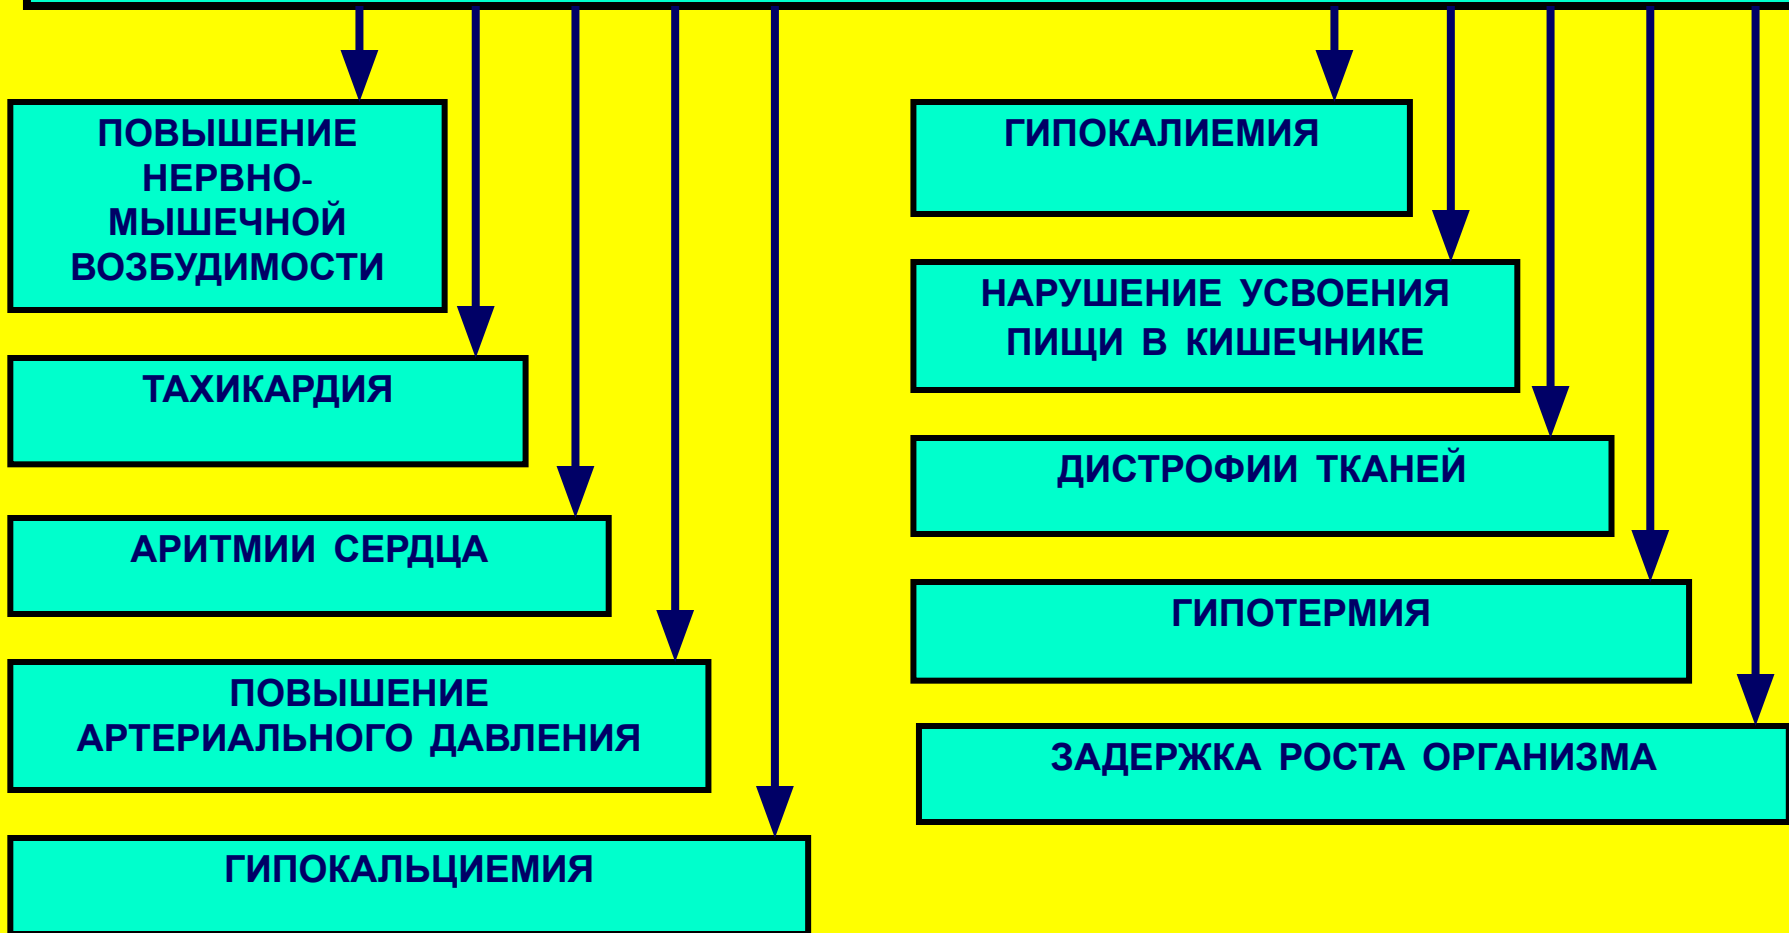 ПОВЫШЕНИЕ
НЕРВНО-
МЫШЕЧНОЙ
ВОЗБУДИМОСТИ
ТАХИКАРДИЯ
АРИТМИИ СЕРДЦА
ПОВЫШЕНИЕ
АРТЕРИАЛЬНОГО ДАВЛЕНИЯ
ГИПОКАЛЬЦИЕМИЯ
ГИПОКАЛИЕМИЯ
НАРУШЕНИЕ УСВОЕНИЯ
ПИЩИ В КИШЕЧНИКЕ
ДИСТРОФИИ ТКАНЕЙ
ГИПОТЕРМИЯ
ЗАДЕРЖКА РОСТА ОРГАНИЗМА